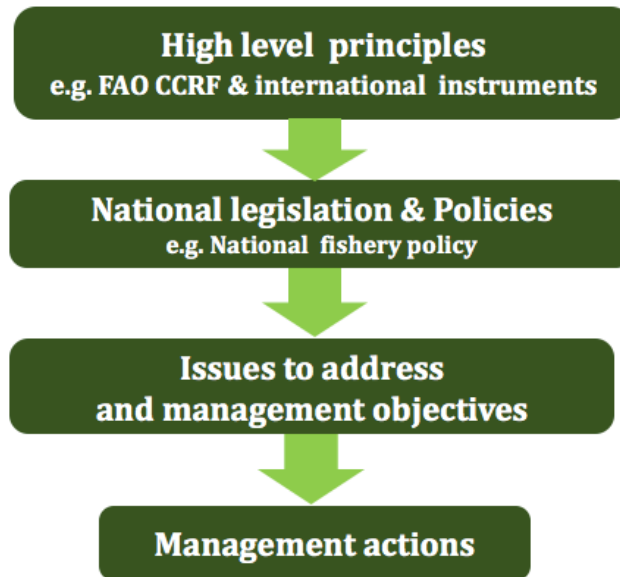 High level principles
e.g. FAO CCRF & international instruments
National legislation & Policies
e.g. National fishery policy
Issues to address
and management objectives
Management actions